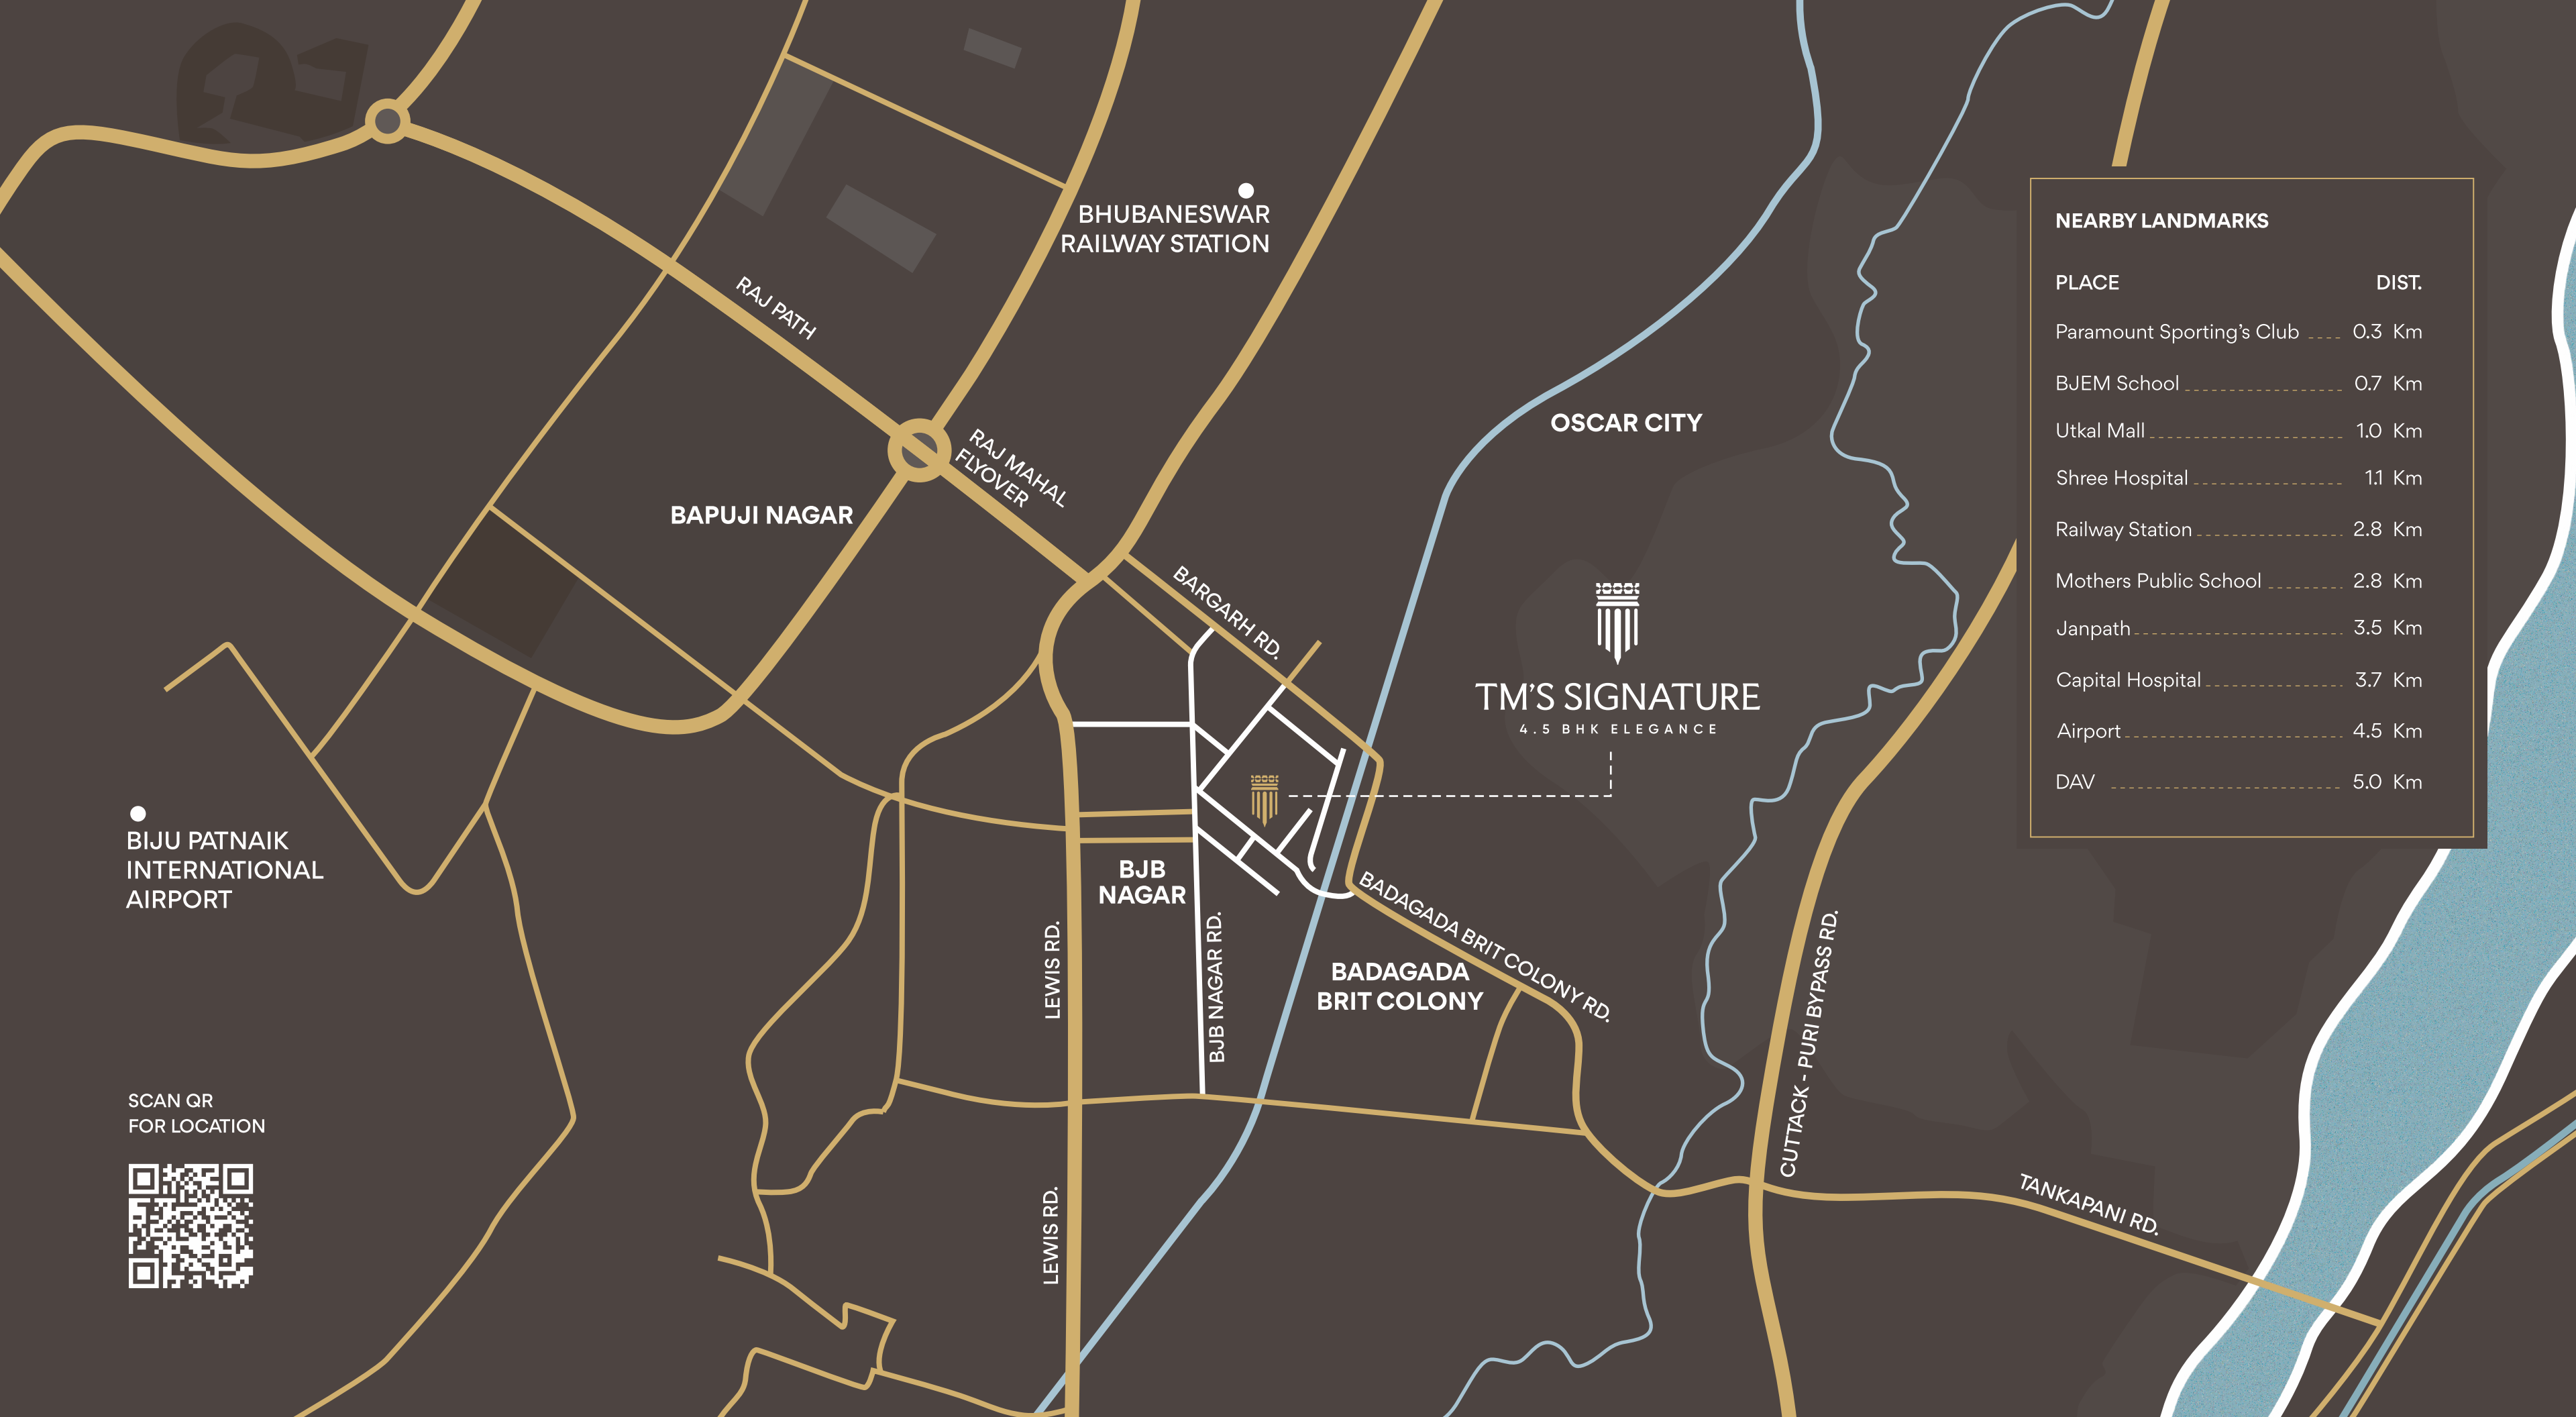 BHUBANESWAR
RAILWAY STATION
RAJ PATH
RAJ MAHAL
FLYOVER
BAPUJI NAGAR
OSCAR CITY
BARGARH RD.
TM'S SIGNATURE
4.5 BHK ELEGANCE
BIJU PATNAIK
INTERNATIONAL
AIRPORT
BJB
NAGAR
LEWIS RD.
BJB NAGAR RD.
BADAGADA BRIT COLONY RD.
BADAGADA
BRIT COLONY
CUTTACK - PURI BYPASS RD.
LEWIS RD.
TANKAPANI RD.
SCAN QR
FOR LOCATION
NEARBY LANDMARKS
PLACE DIST.
Paramount Sporting's Club 0.3 Km
BJEM School 0.7 Km
Utkal Mall 1.0 Km
Shree Hospital 1.1 Km
Railway Station 2.8 Km
Mothers Public School 2.8 Km
Janpath 3.5 Km
Capital Hospital 3.7 Km
Airport 4.5 Km
DAV 5.0 Km